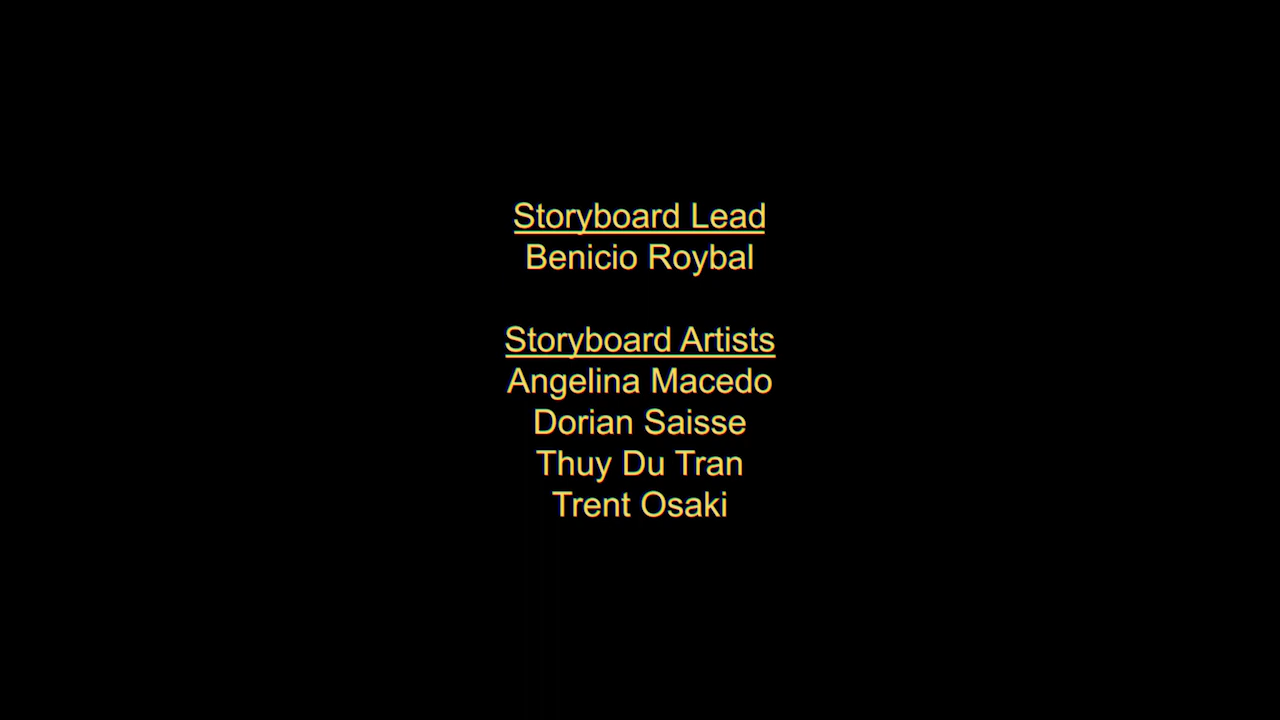 Storyboard Lead
Benicio Roybal
Storyboard Artists
Angelina Macedo
Dorian Saisse
Thuy Du Tran
Trent Osaki